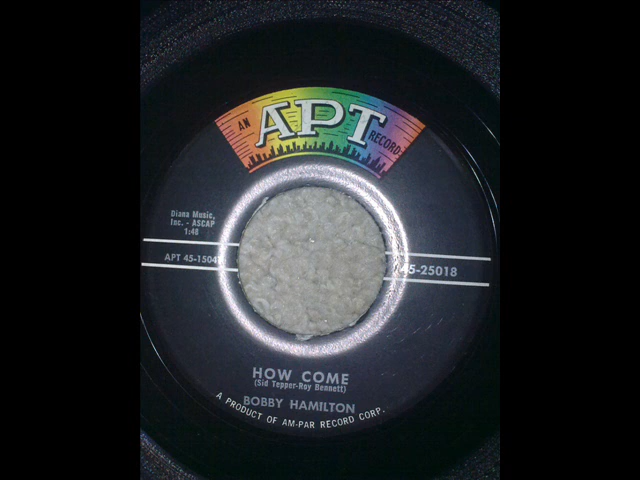 AN APT RECORD
Diana Music,
Inc. - ASCAP
1:48
APT 45-1504
45-25018
HOW COME
(Sid Tepper-Roy Bennett)
BOBBY HAMILTON
A PRODUCT OF AM-PAR RECORD CORP.